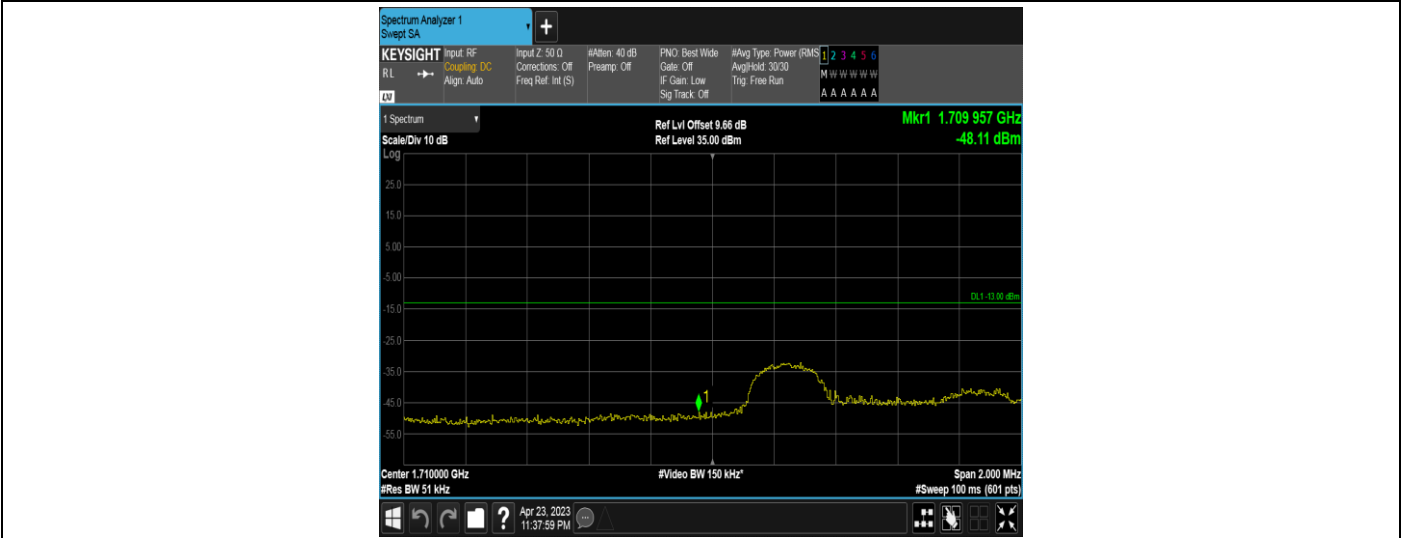 Spectrum Analyzer 1
Swept SA
+
KEYSIGHT Input: RF Input Z: 50 Ω #Atten: 40 dB PNO: Best Wide #Avg Type: Power (RMS 1 2 3 4 5 6
RL Coupling: DC Corrections: Off Preamp: Off Gate: Off Avg|Hold: 30/30 M W W W W W
Align: Auto Freq Ref: Int (S) IF Gain: Low Trig: Free Run
LXI Sig Track: Off A A A A A A
1 Spectrum Ref Lvl Offset 9.66 dB Mkr1 1.709 957 GHz
Scale/Div 10 dB Ref Level 35.00 dBm -48.11 dBm
Log
25.0
15.0
5.00
-5.00
DL1 -13.00 dBm
-15.0
-25.0
-35.0
1
-45.0
-55.0
Center 1.710000 GHz #Video BW 150 kHz* Span 2.000 MHz
#Res BW 51 kHz #Sweep 100 ms (601 pts)
? Apr 23, 2023
11:37:59 PM